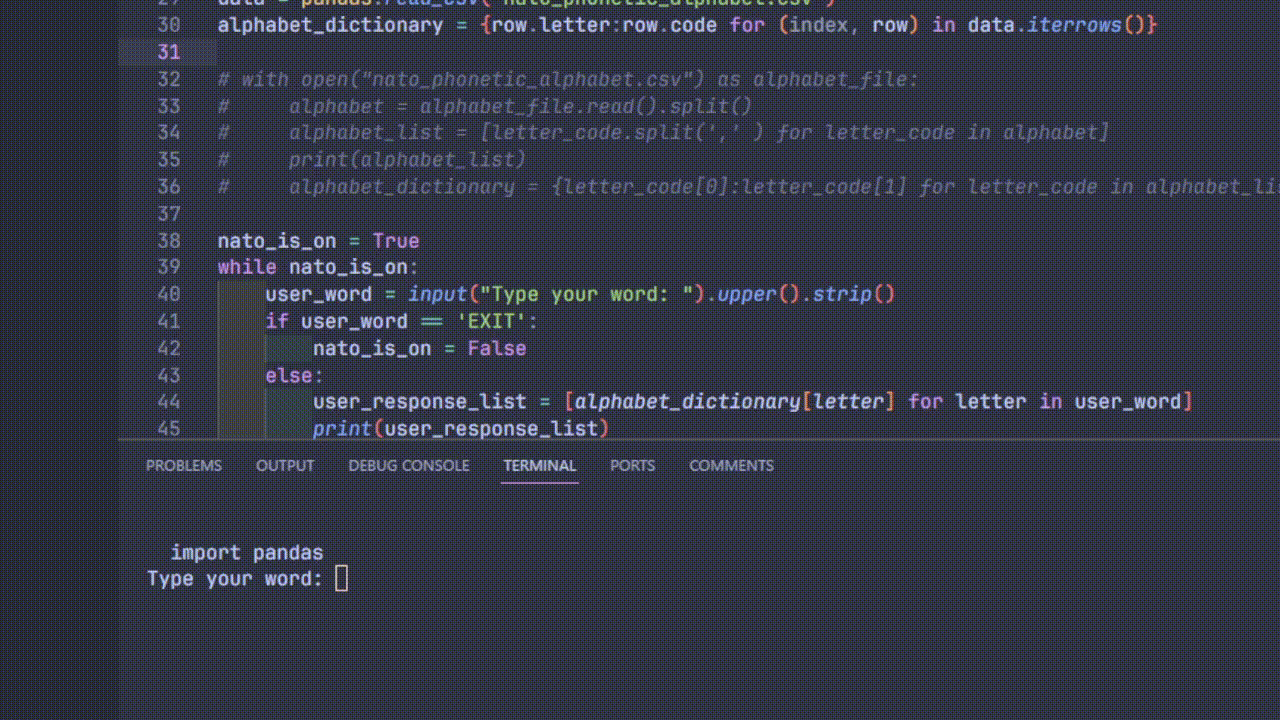 29 data = pandas.read_csv("nato_phonetic_alphabet.csv")
30 alphabet_dictionary = {row.letter:row.code for (index, row) in data.iterrows()}
31
32 # with open("nato_phonetic_alphabet.csv") as alphabet_file:
33 #     alphabet = alphabet_file.read().split()
34 #     alphabet_list = [letter_code.split(',' ) for letter_code in alphabet]
35 #     print(alphabet_list)
36 #     alphabet_dictionary = {letter_code[0]:letter_code[1] for letter_code in
37
38 nato_is_on = True
39 while nato_is_on:
40     user_word = input("Type your word: ").upper().strip()
41     if user_word == 'EXIT':
42         nato_is_on = False
43     else:
44         user_response_list = [alphabet_dictionary[letter] for letter in user_word]
45         print(user_response_list)
PROBLEMS OUTPUT DEBUG CONSOLE TERMINAL PORTS COMMENTS
import pandas
Type your word: